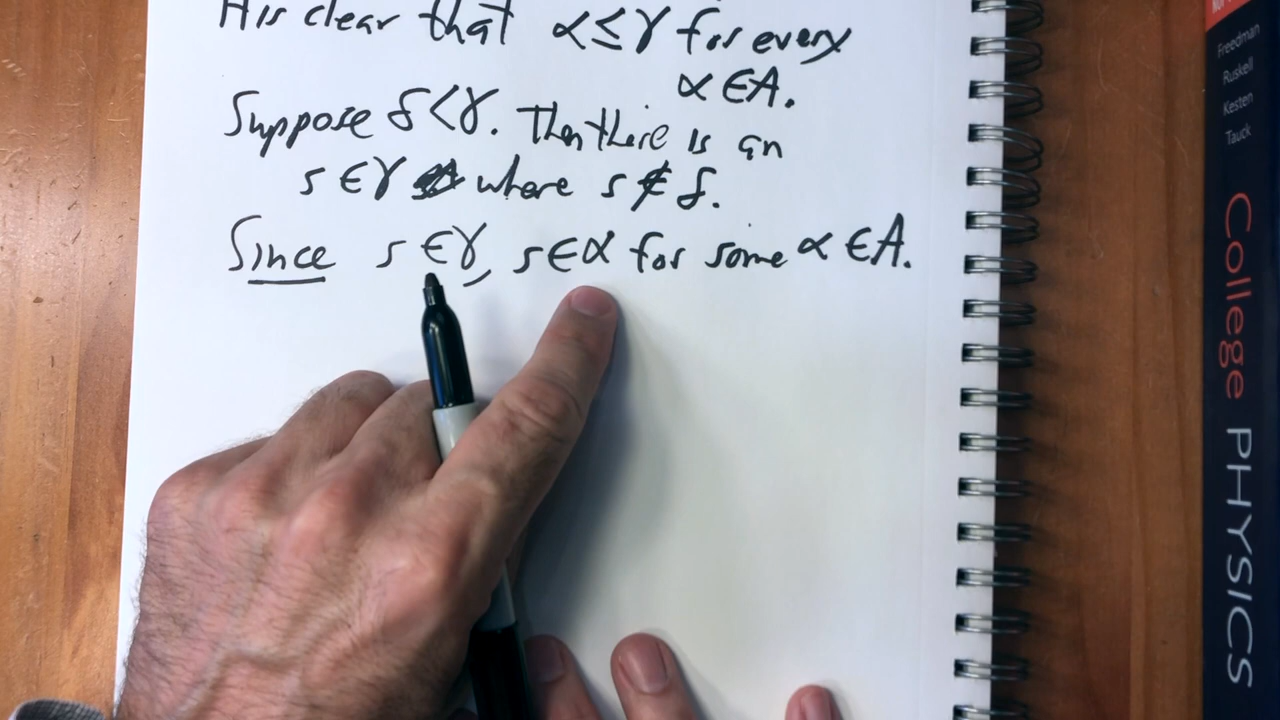 It is clear that α ≤ γ for every
α ∈ A.
Suppose δ < γ. Then there is an
s ∈ γ where s ∉ δ.
Since s ∈ γ, s ∈ α for some α ∈ A.
Freedman
Ruskell
Kesten
Tauck
College PHYSICS